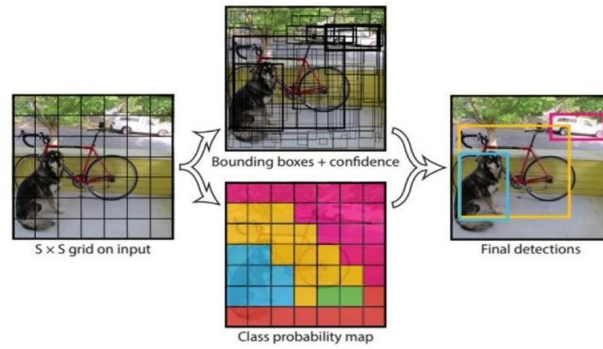 Bounding boxes + confidence
S × S grid on input
Final detections
Class probability map